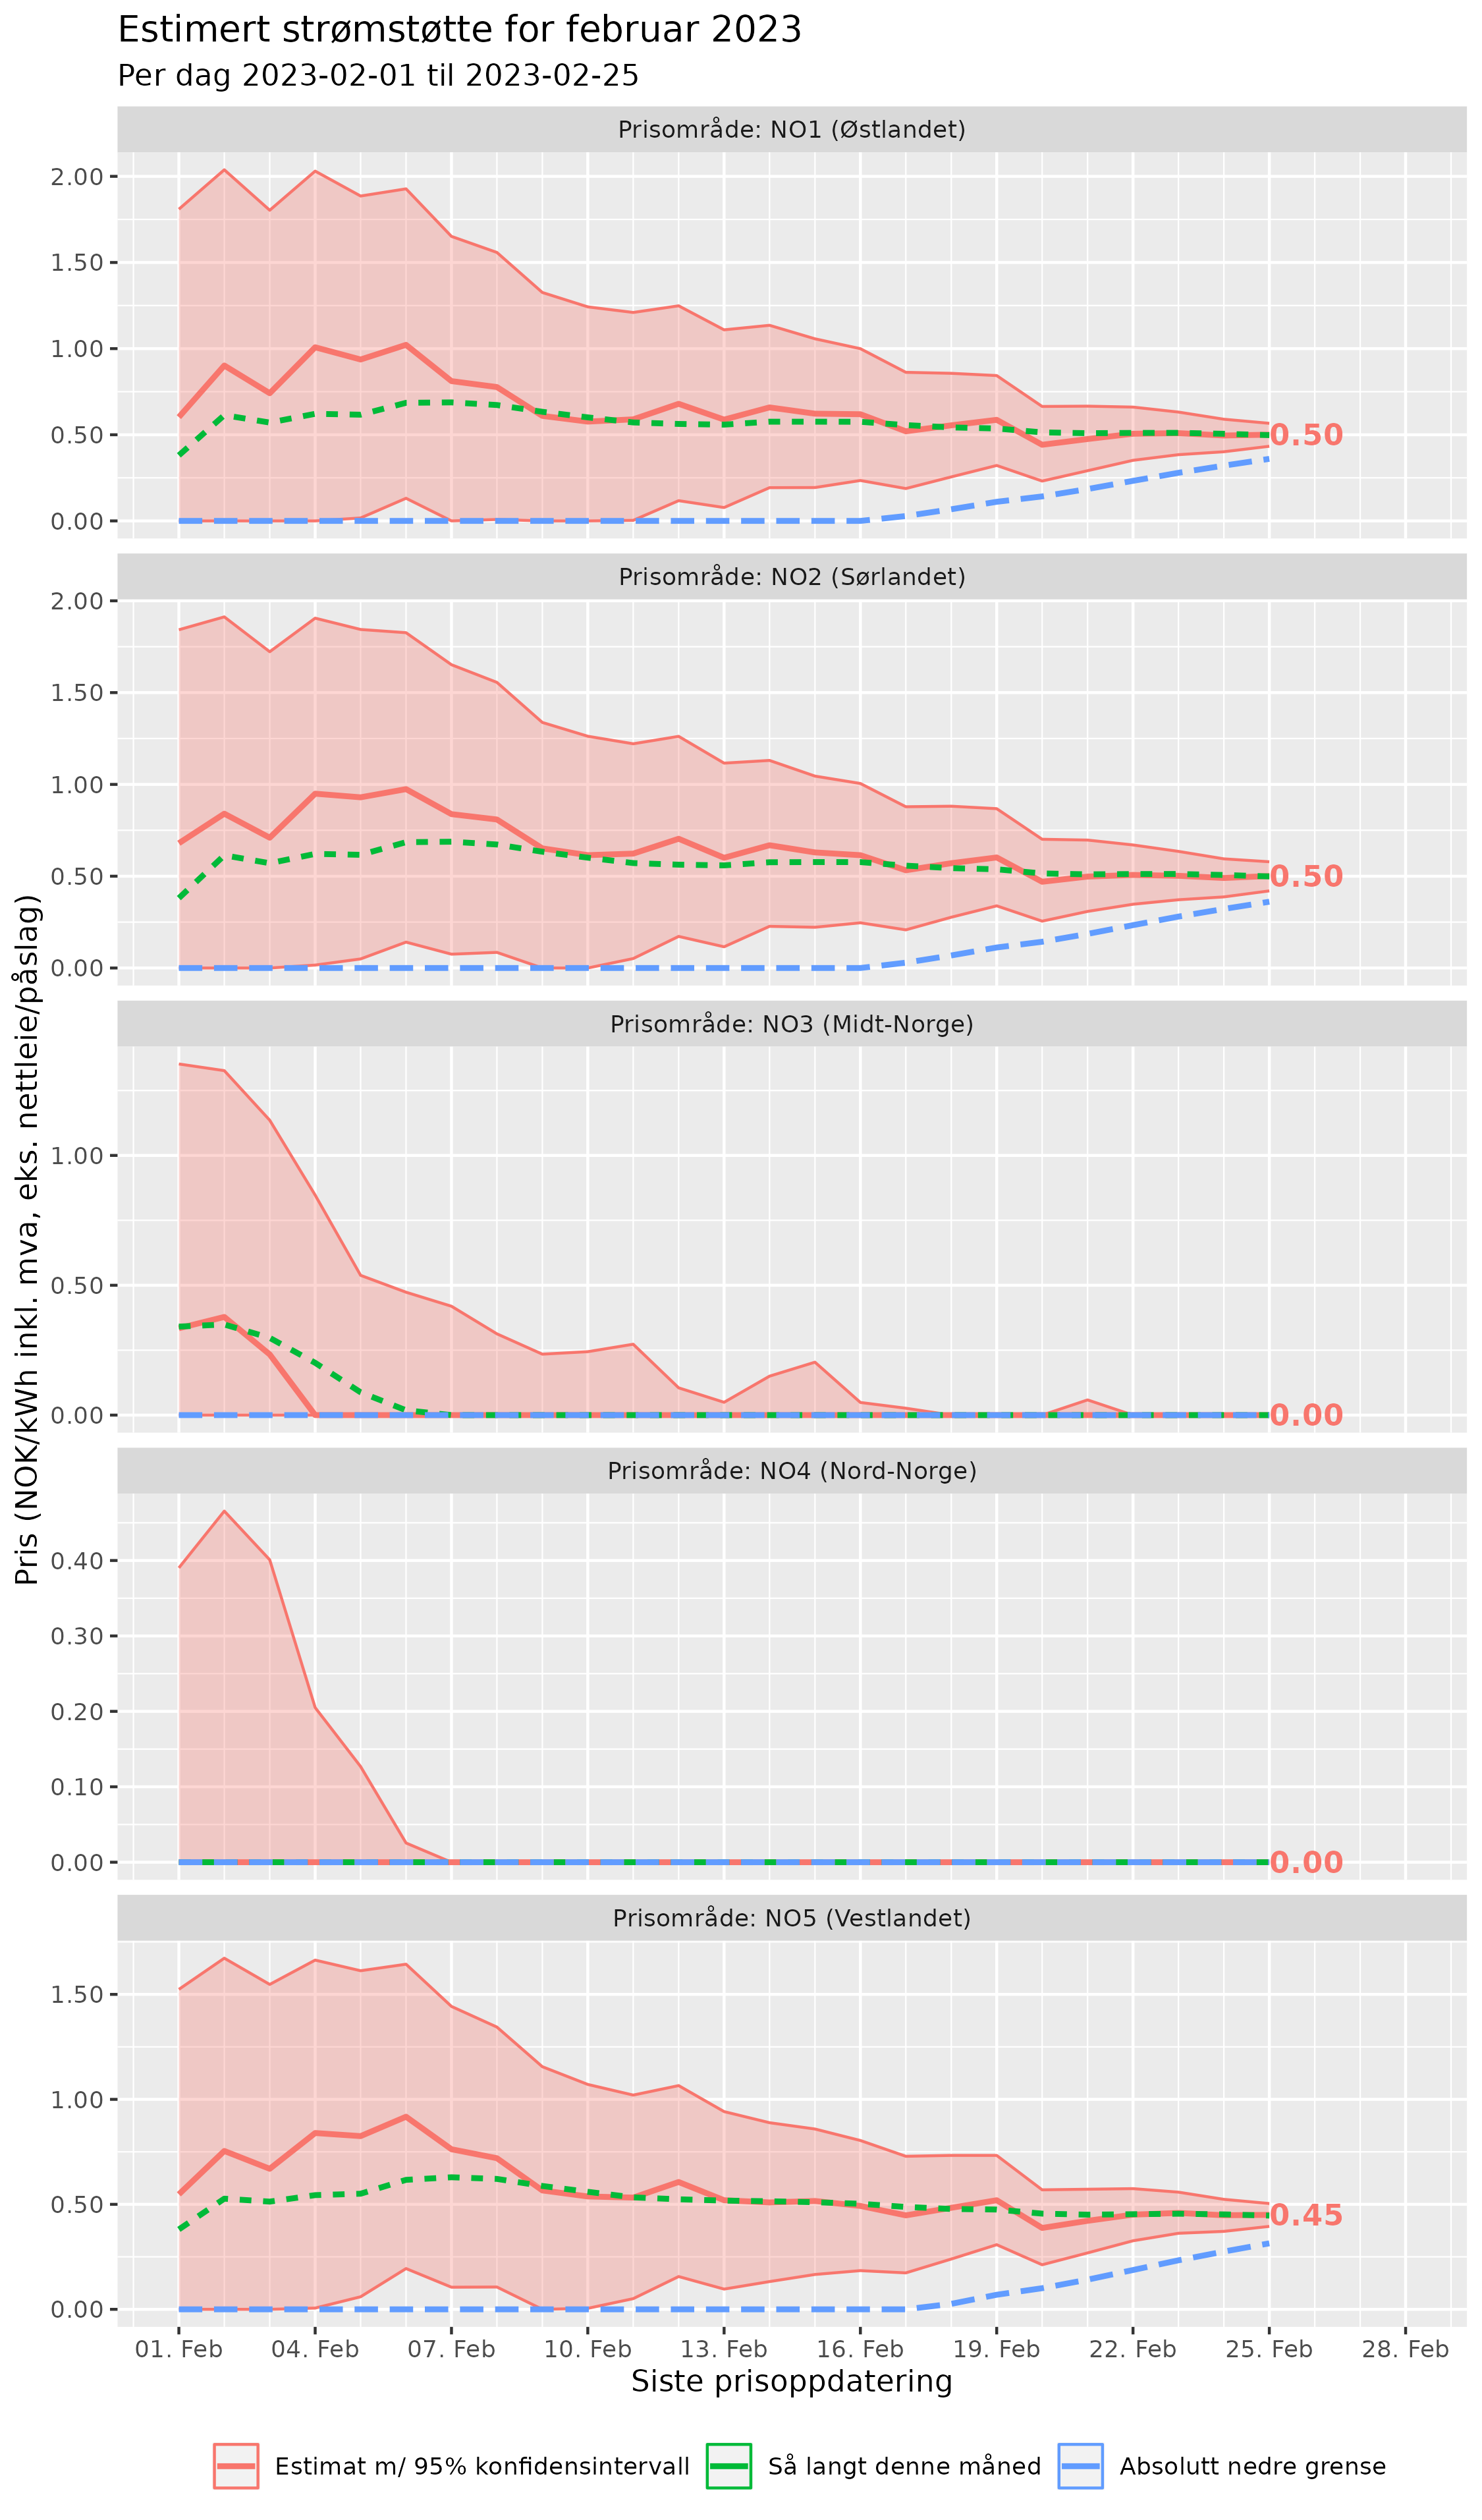 Estimert strømstøtte for februar 2023
Per dag 2023-02-01 til 2023-02-25
Pris (NOK/kWh inkl. mva, eks. nettleie/påslag)
Prisområde: NO1 (Østlandet)
2.00
1.50
1.00
0.50
0.00
0.50
Prisområde: NO2 (Sørlandet)
2.00
1.50
1.00
0.50
0.00
0.50
Prisområde: NO3 (Midt-Norge)
1.00
0.50
0.00
0.00
Prisområde: NO4 (Nord-Norge)
0.40
0.30
0.20
0.10
0.00
0.00
Prisområde: NO5 (Vestlandet)
1.50
1.00
0.50
0.00
0.45
01. Feb 04. Feb 07. Feb 10. Feb 13. Feb 16. Feb 19. Feb 22. Feb 25. Feb 28. Feb
Siste prisoppdatering
Estimat m/ 95% konfidensintervall Så langt denne måned Absolutt nedre grense